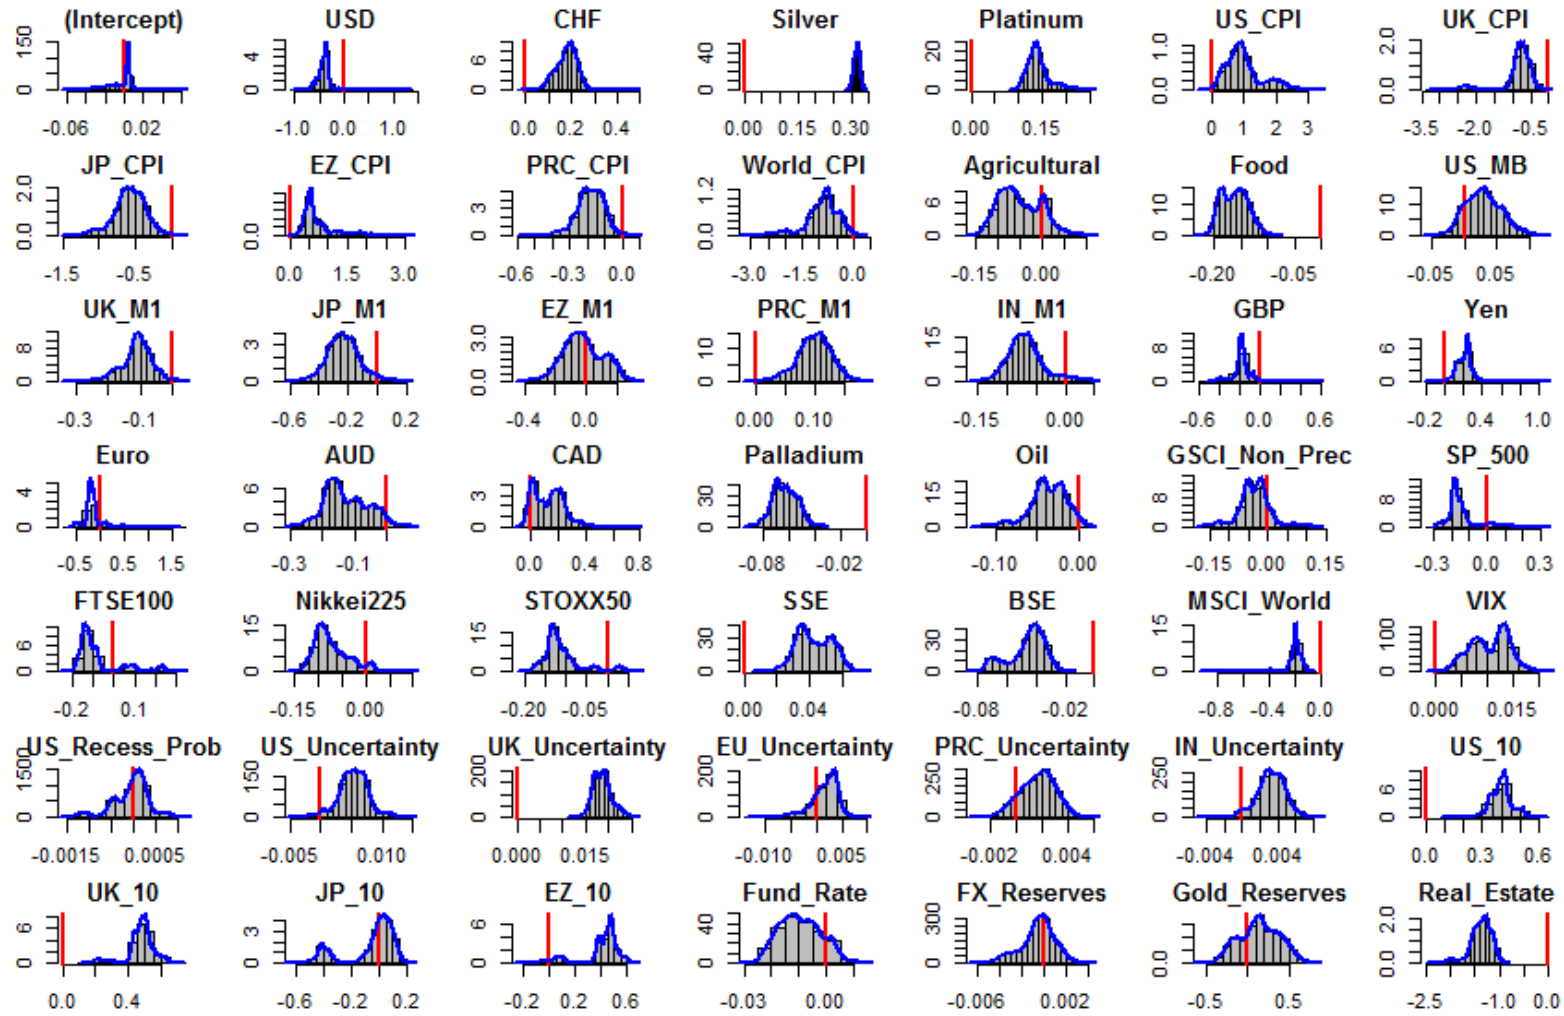 (Intercept) USD CHF Silver Platinum US_CPI UK_CPI
0 150 4 0 6 40 0 20 0.0 1.0 0.0 2.0
-0.06 0.02 -1.0 0.0 1.0 0.0 0.2 0.4 0.00 0.15 0.30 0.00 0.15 0 1 2 3 -3.5 -2.0 -0.5
JP_CPI EZ_CPI PRC_CPI World_CPI Agricultural Food US_MB
0.0 2.0 0.0 0 3 0.0 1.2 0 6 0 10 0 10
-1.5 -0.5 0.0 1.5 3.0 -0.6 -0.3 0.0 -3.0 -1.5 0.0 -0.15 0.00 -0.20 -0.05 -0.05 0.05
UK_M1 JP_M1 EZ_M1 PRC_M1 IN_M1 GBP Yen
0 8 0 3 0.0 3.0 0 10 0 15 0 8 0 6
-0.3 -0.1 -0.6 -0.2 0.2 -0.4 0.0 0.00 0.10 -0.15 0.00 -0.6 0.0 0.6 -0.2 0.4 1.0
Euro AUD CAD Palladium Oil GSCI_Non_Prec SP_500
0 4 0 6 0 3 0 30 0 15 0 8 0 8
-0.5 0.5 1.5 -0.3 -0.1 0.0 0.4 0.8 -0.08 -0.02 -0.10 0.00 -0.15 0.00 0.15 -0.3 0.0 0.3
FTSE100 Nikkei225 STOXX50 SSE BSE MSCI_World VIX
0 6 0 15 0 15 0 30 0 30 0 15 0 100
-0.2 0.1 -0.15 0.00 -0.20 -0.05 0.00 0.04 -0.08 -0.02 -0.8 -0.4 0.0 0.000 0.015
US_Recess_Prob US_Uncertainty UK_Uncertainty EU_Uncertainty PRC_Uncertainty IN_Uncertainty US_10
0 1500 0 150 0 200 0 200 0 250 0 250 0 6
-0.0015 0.0005 -0.005 0.010 0.000 0.015 -0.010 0.005 -0.002 0.004 -0.004 0.004 0.0 0.3 0.6
UK_10 JP_10 EZ_10 Fund_Rate FX_Reserves Gold_Reserves Real_Estate
0 6 0 3 0 6 0 40 0 300 0.0 0.0 2.0
0.0 0.4 -0.6 -0.2 0.2 -0.2 0.2 0.6 -0.03 0.00 -0.006 0.002 -0.5 0.5 -2.5 -1.0 0.0